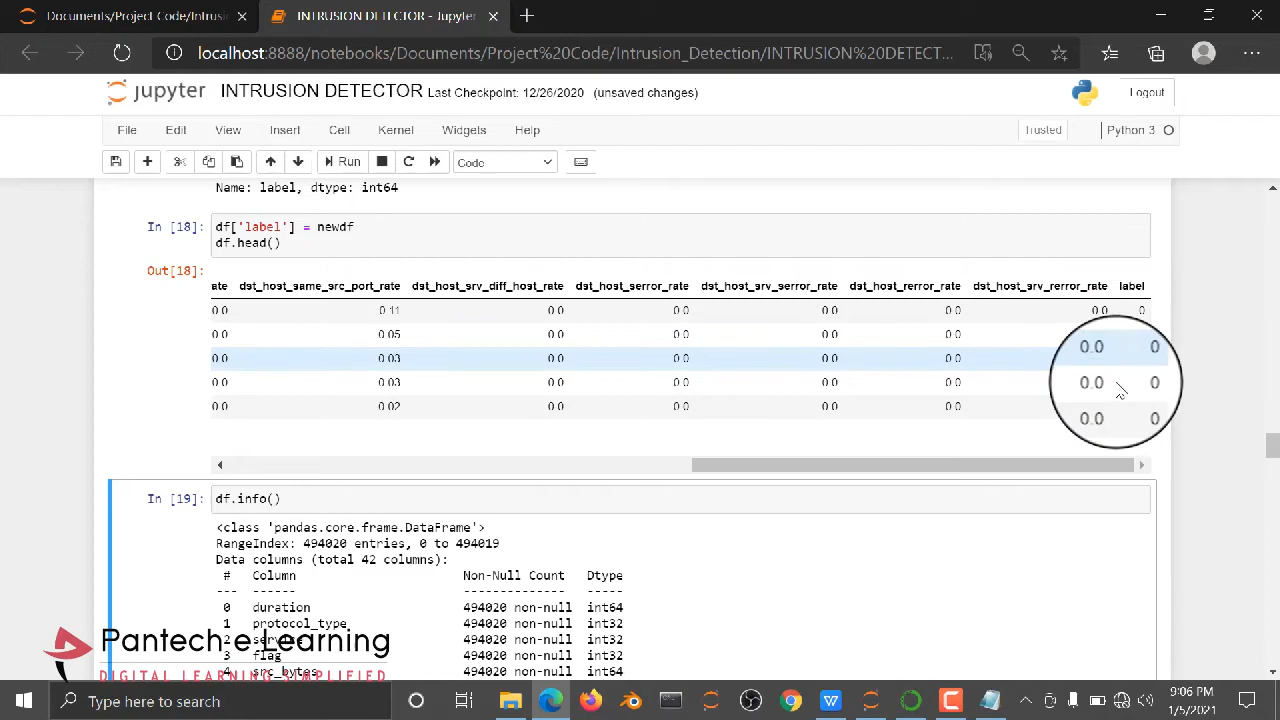 Documents/Project Code/Intrusi
INTRUSION DETECTOR - Jupyter
localhost:8888/notebooks/Documents/Project%20Code/Intrusion_Detection/INTRUSION%20DETECT...
jupyter INTRUSION DETECTOR Last Checkpoint: 12/26/2020 (unsaved changes)
Logout
File Edit View Insert Cell Kernel Widgets Help
Trusted
Python 3
Run
Code
Name: label, dtype: int64
In [18]: df['label'] = newdf
df.head()
Out[18]:
ate dst_host_same_src_port_rate dst_host_srv_diff_host_rate dst_host_serror_rate dst_host_srv_serror_rate dst_host_rerror_rate dst_host_srv_rerror_rate label
0.0 0.11 0.0 0.0 0.0 0.0 0.0 0
0.0 0.05 0.0 0.0 0.0 0.0
0.0 0.03 0.0 0.0 0.0 0.0 0.0 0
0.0 0.03 0.0 0.0 0.0 0.0 0.0 0
0.0 0.02 0.0 0.0 0.0 0.0 0.0 0
In [19]: df.info()
<class 'pandas.core.frame.DataFrame'>
RangeIndex: 494020 entries, 0 to 494019
Data columns (total 42 columns):
# Column Non-Null Count Dtype
--- ------ -------------- -----
0 duration 494020 non-null int64
1 protocol_type 494020 non-null int32
2 service 494020 non-null int32
3 flag 494020 non-null int32
4 src_bytes 494020 non-null int64
Pantech e Learning
DIGITAL LEARNING SIMPLIFIED
Type here to search
9:06 PM
1/5/2021